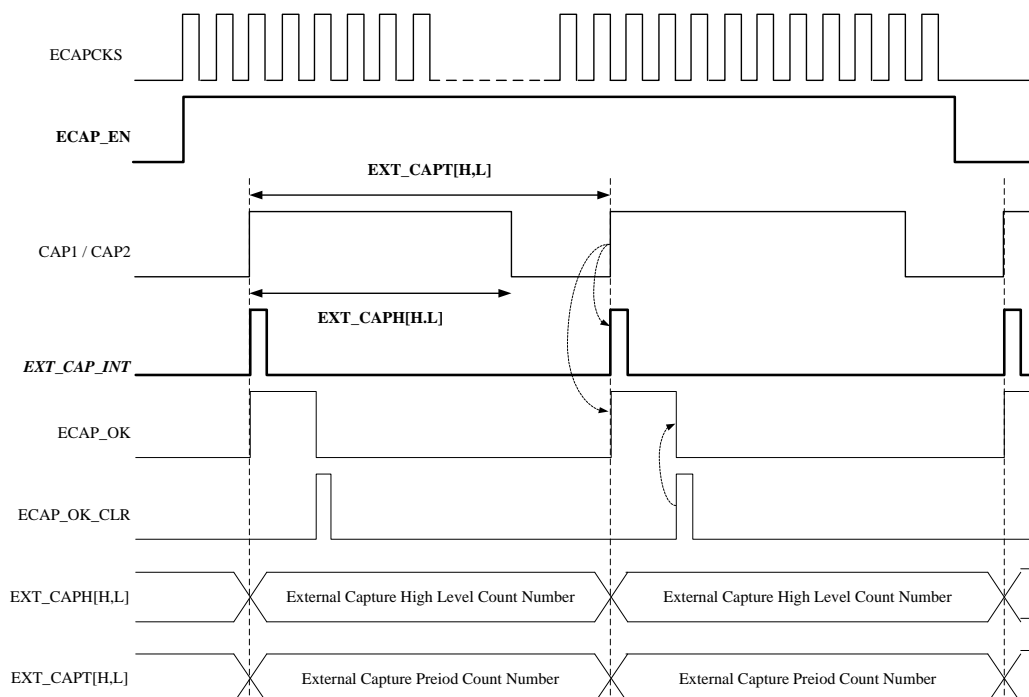 ECAPCKS
ECAP_EN
EXT_CAPT[H,L]
CAP1 / CAP2
EXT_CAPH[H.L]
EXT_CAP_INT
ECAP_OK
ECAP_OK_CLR
EXT_CAPH[H,L] External Capture High Level Count Number External Capture High Level Count Number
EXT_CAPT[H,L] External Capture Preiod Count Number External Capture Preiod Count Number